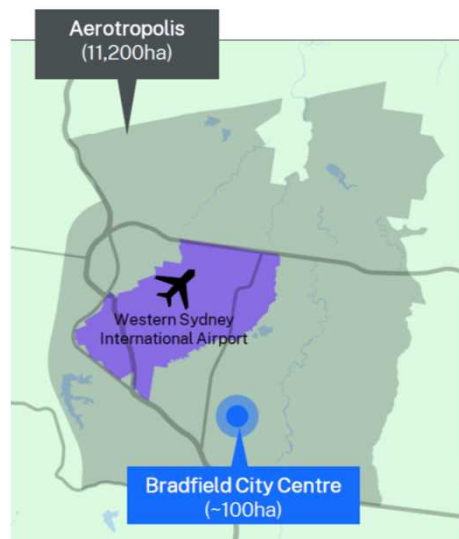 Aerotropolis
(11,200ha)
Western Sydney
International Airport
Bradfield City Centre
(~100ha)